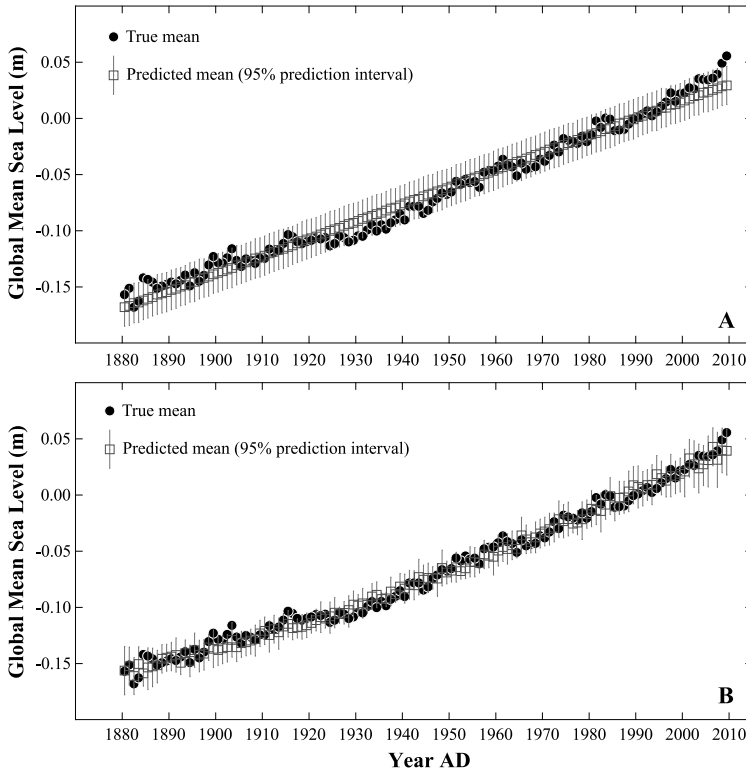 0.05
0.00
-0.05
-0.10
-0.15
Global Mean Sea Level (m)
True mean
Predicted mean (95% prediction interval)
A
1880 1890 1900 1910 1920 1930 1940 1950 1960 1970 1980 1990 2000 2010
0.05
0.00
-0.05
-0.10
-0.15
Global Mean Sea Level (m)
True mean
Predicted mean (95% prediction interval)
B
1880 1890 1900 1910 1920 1930 1940 1950 1960 1970 1980 1990 2000 2010
Year AD